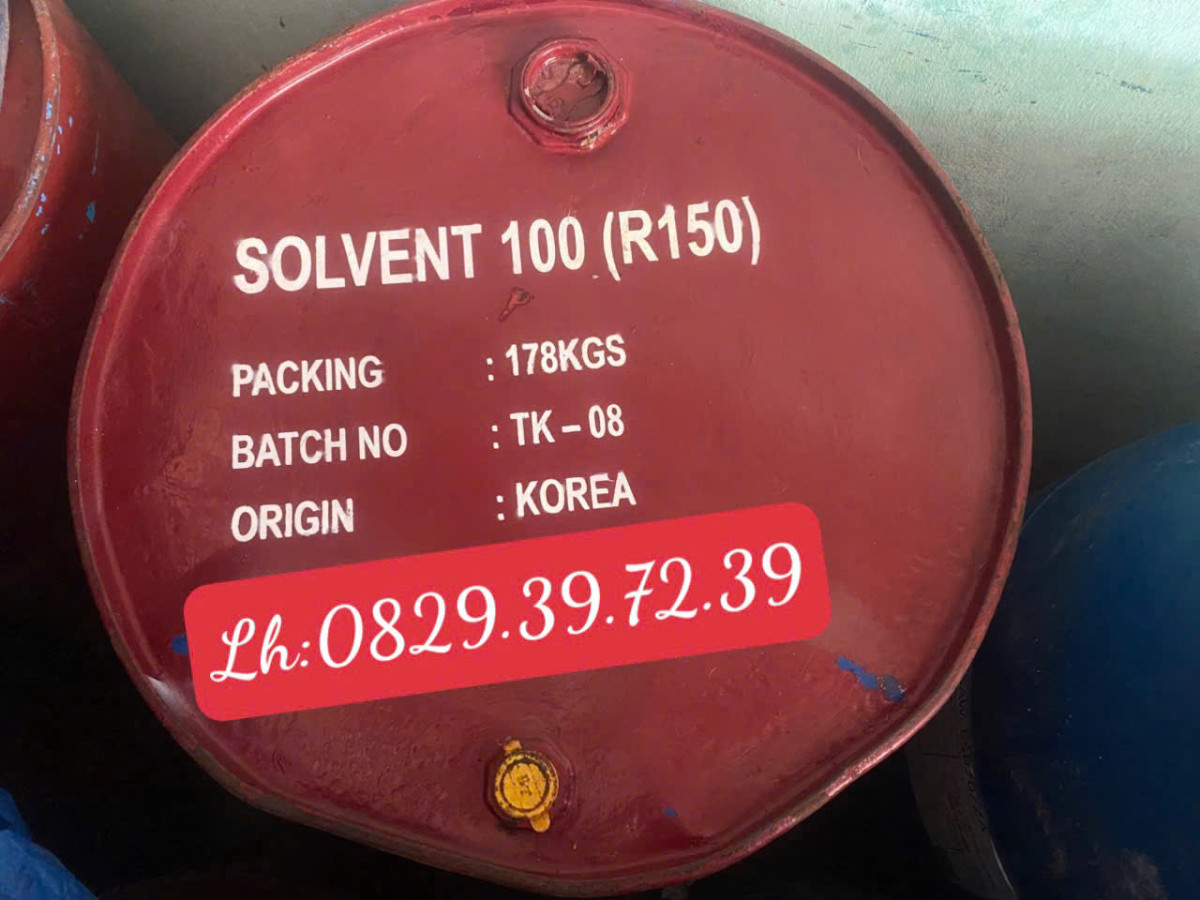 SOLVENT 100 (R150)
PACKING : 178KGS
BATCH NO : TK – 08
ORIGIN : KOREA
Lh:0829.39.72.39